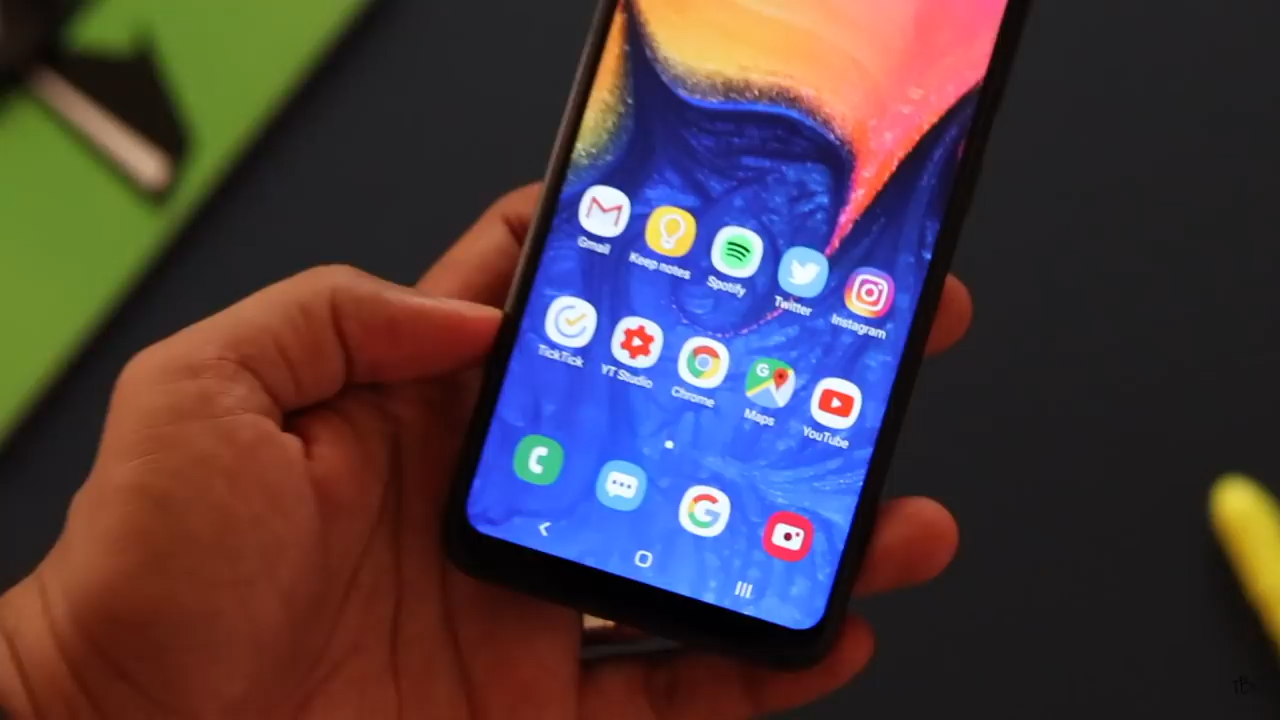 Gmail
Keep notes
Spotify
Twitter
Instagram
TickTick
YT Studio
Chrome
G
Maps
YouTube
G